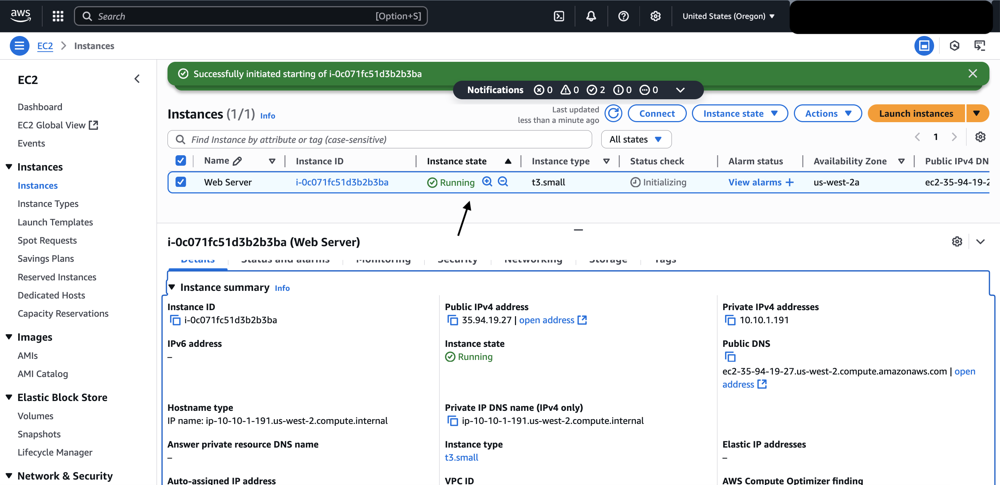 aws
Search [Option+S]
United States (Oregon)
EC2 > Instances
EC2
Dashboard
EC2 Global View
Events
Instances
Instances
Instance Types
Launch Templates
Spot Requests
Savings Plans
Reserved Instances
Dedicated Hosts
Capacity Reservations
Images
AMIs
AMI Catalog
Elastic Block Store
Volumes
Snapshots
Lifecycle Manager
Network & Security
Successfully initiated starting of i-0c071fc51d3b2b3ba
Notifications 0 0 2 0 0
Instances (1/1) Info
Last updated
less than a minute ago
Connect
Instance state
Actions
Launch instances
Find Instance by attribute or tag (case-sensitive)
All states
1
Name Instance ID Instance state Instance type Status check Alarm status Availability Zone Public IPv4 DN
Web Server i-0c071fc51d3b2b3ba Running t3.small Initializing View alarms + us-west-2a ec2-35-94-19-2
i-0c071fc51d3b2b3ba (Web Server)
Details Status and alarms Monitoring Security Networking Storage Tags
Instance summary Info
Instance ID
i-0c071fc51d3b2b3ba
Public IPv4 address
35.94.19.27 | open address
Private IPv4 addresses
10.10.1.191
IPv6 address
–
Instance state
Running
Public DNS
ec2-35-94-19-27.us-west-2.compute.amazonaws.com | open
address
Hostname type
IP name: ip-10-10-1-191.us-west-2.compute.internal
Private IP DNS name (IPv4 only)
ip-10-10-1-191.us-west-2.compute.internal
Answer private resource DNS name
–
Instance type
t3.small
Elastic IP addresses
–
Auto-assigned IP address
VPC ID
AWS Compute Optimizer finding